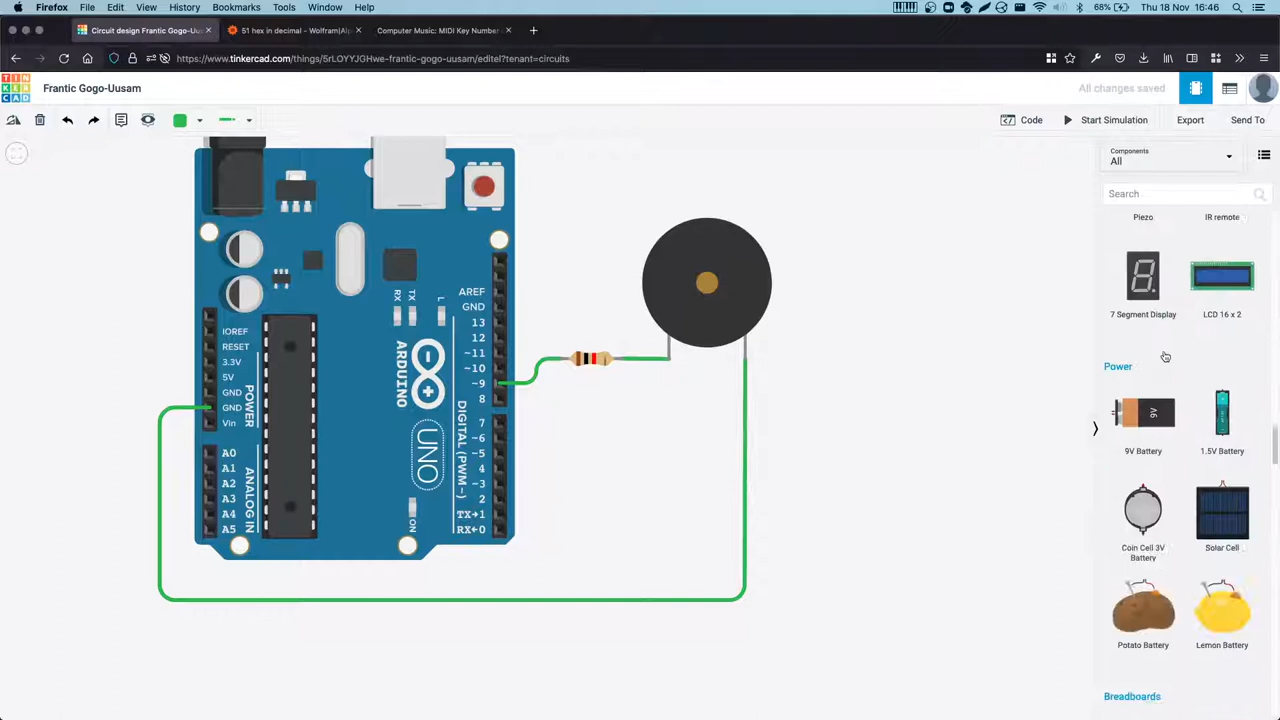 Firefox File Edit View History Bookmarks Tools Window Help 68% Thu 18 Nov 16:46
Circuit design Frantic Gogo-Uu 51 hex in decimal - Wolfram|Al Computer Music: MIDI Key Number
https://www.tinkercad.com/things/5rLOYYJGHwe-frantic-gogo-uusam/editel?tenant=circuits
TIN
KER
CAD
Frantic Gogo-Uusam
All changes saved
Code Start Simulation Export Send To
Components
All
Search
Piezo IR remote
7 Segment Display LCD 16 x 2
Power
9V
9V Battery 1.5V Battery
Coin Cell 3V
Battery
Solar Cell
Potato Battery Lemon Battery
Breadboards
IOREF
RESET
3.3V
5V
GND
GND
Vin
POWER
A0
A1
A2
A3
A4
A5
ANALOG IN
RX
TX
L
ARDUINO
UNO
ON
AREF
GND
13
12
~11
~10
~9
8
7
~6
~5
4
~3
2
TX→1
RX←0
DIGITAL (PWM~)